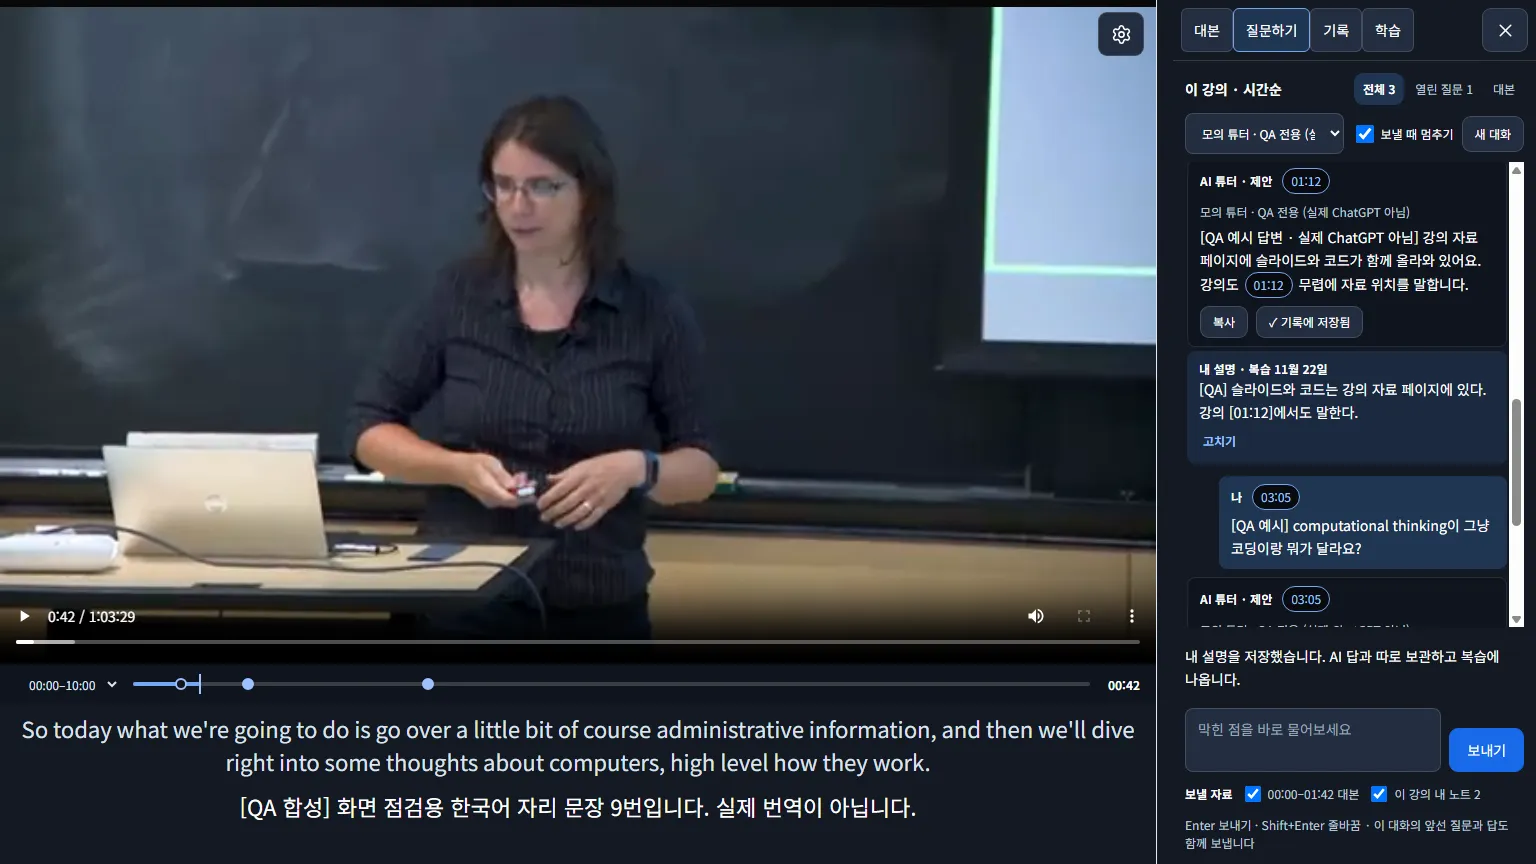 대본 질문하기 기록 학습
이 강의 · 시간순 전체 3 열린 질문 1 대본
모의 튜터 · QA 전용 보낼 때 멈추기 새 대화
AI 튜터 · 제안 01:12
모의 튜터 · QA 전용 (실제 ChatGPT 아님)
[QA 예시 답변 · 실제 ChatGPT 아님] 강의 자료
페이지에 슬라이드와 코드가 함께 올라와 있어요.
강의도 01:12 무렵에 자료 위치를 말합니다.
복사 ✓ 기록에 저장됨
내 설명 · 복습 11월 22일
[QA] 슬라이드와 코드는 강의 자료 페이지에 있다.
강의 [01:12]에서도 말한다.
고치기
나 03:05
[QA 예시] computational thinking이 그냥
코딩이랑 뭐가 달라요?
AI 튜터 · 제안 03:05
내 설명을 저장했습니다. AI 답과 따로 보관하고 복습에
나옵니다.
막힌 점을 바로 물어보세요
보내기
보낼 자료 00:00–01:42 대본 이 강의 내 노트 2
Enter 보내기 · Shift+Enter 줄바꿈 · 이 대화의 앞선 질문과 답도
함께 보냅니다
0:42 / 1:03:29
00:00–10:00 00:42
So today what we're going to do is go over a little bit of course administrative information, and then we'll dive
right into some thoughts about computers, high level how they work.
[QA 합성] 화면 점검용 한국어 자리 문장 9번입니다. 실제 번역이 아닙니다.